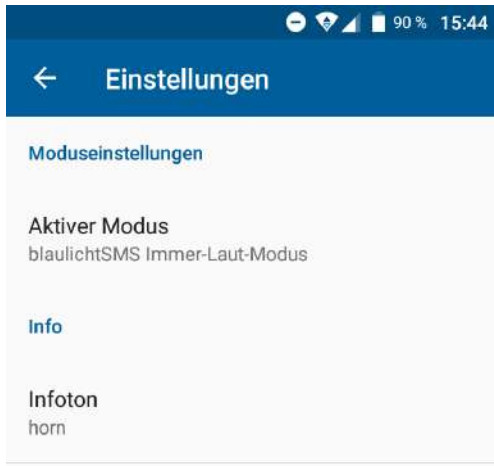 90 % 15:44
Einstellungen
Moduseinstellungen
Aktiver Modus
blaulichtSMS Immer-Laut-Modus
Info
Infoton
horn